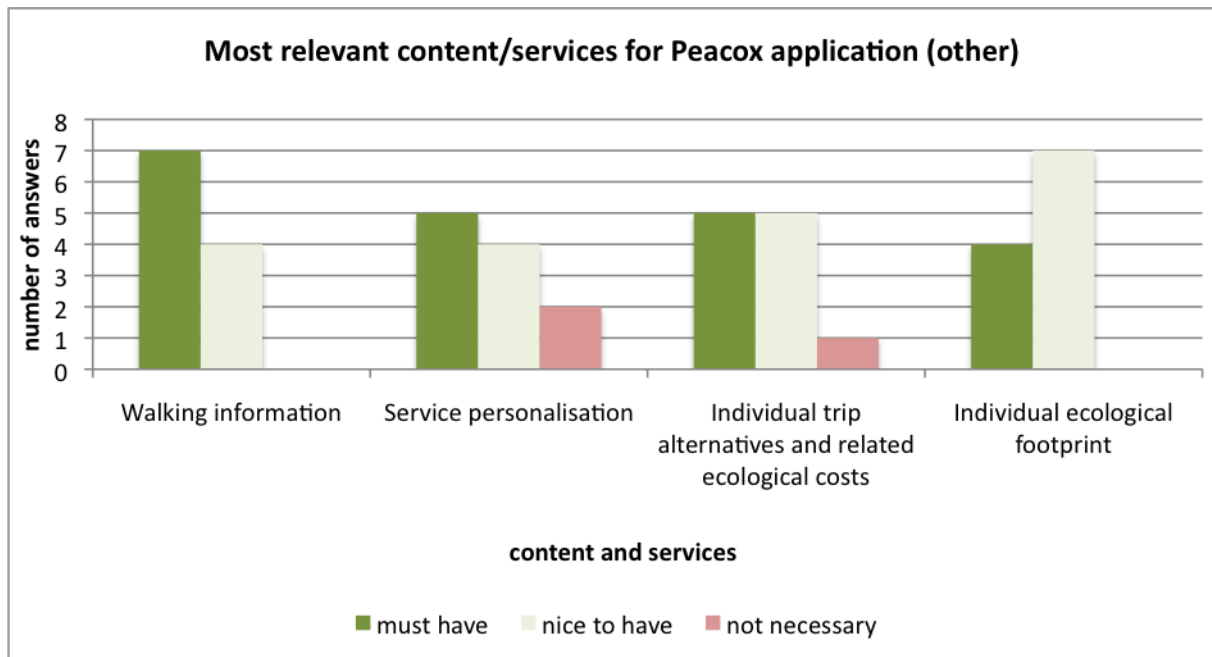 Most relevant content/services for Peacox application (other)
number of answers
8
7
6
5
4
3
2
1
0
Walking information
Service personalisation
Individual trip
alternatives and related
ecological costs
Individual ecological
footprint
content and services
must have
nice to have
not necessary